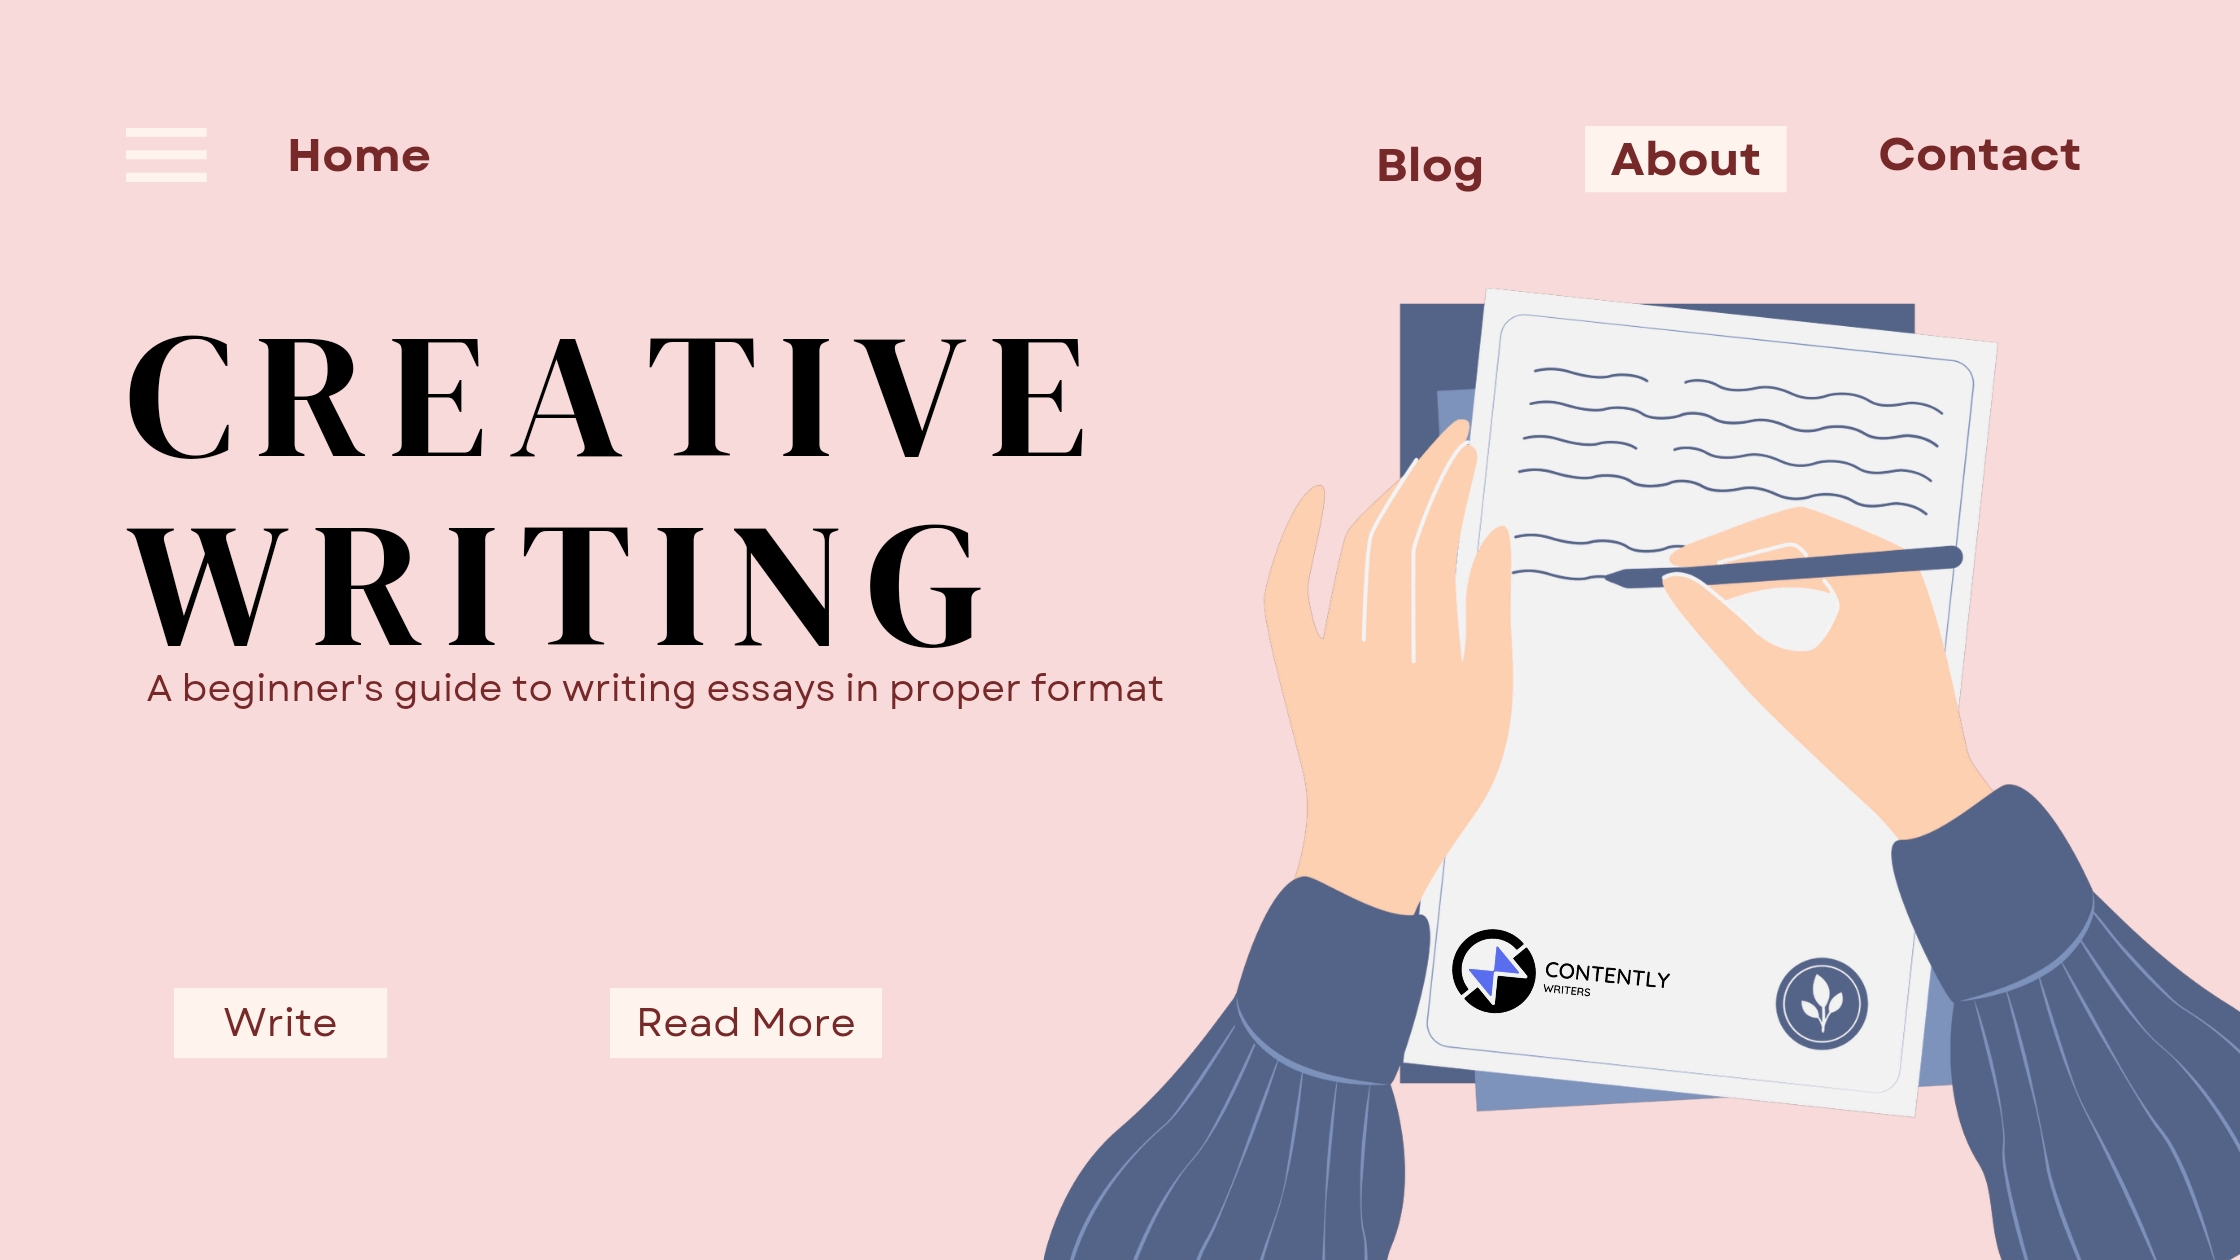 Home
Blog
About
Contact
CREATIVE
WRITING
A beginner's guide to writing essays in proper format
Write
Read More
CONTENTLY
WRITERS